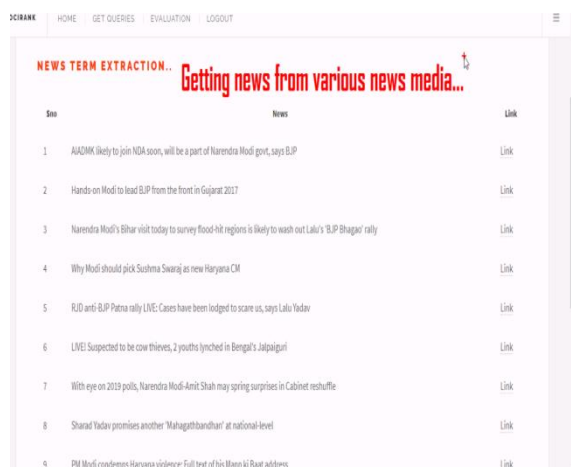 OCIRANK HOME GET QUERIES EVALUATION LOGOUT
NEWS TERM EXTRACTION.. Getting news from various news media...
Sno News Link
1 AIADMK likely to join NDA soon, will be a part of Narendra Modi govt, says BJP Link
2 Hands-on Modi to lead BJP from the front in Gujarat 2017 Link
3 Narendra Modi's Bihar visit today to survey flood-hit regions is likely to wash out Lalu's 'BJP Bhagao' rally Link
4 Why Modi should pick Sushma Swaraj as new Haryana CM Link
5 RJD anti-BJP Patna rally LIVE: Cases have been lodged to scare us, says Lalu Yadav Link
6 LIVE! Suspected to be cow thieves, 2 youths lynched in Bengal's Jalpaiguri Link
7 With eye on 2019 polls, Narendra Modi-Amit Shah may spring surprises in Cabinet reshuffle Link
8 Sharad Yadav promises another 'Mahagathbandhan' at national-level Link
9 PM Modi condemns Haryana violence: Full text of his Mann ki Baat address Link